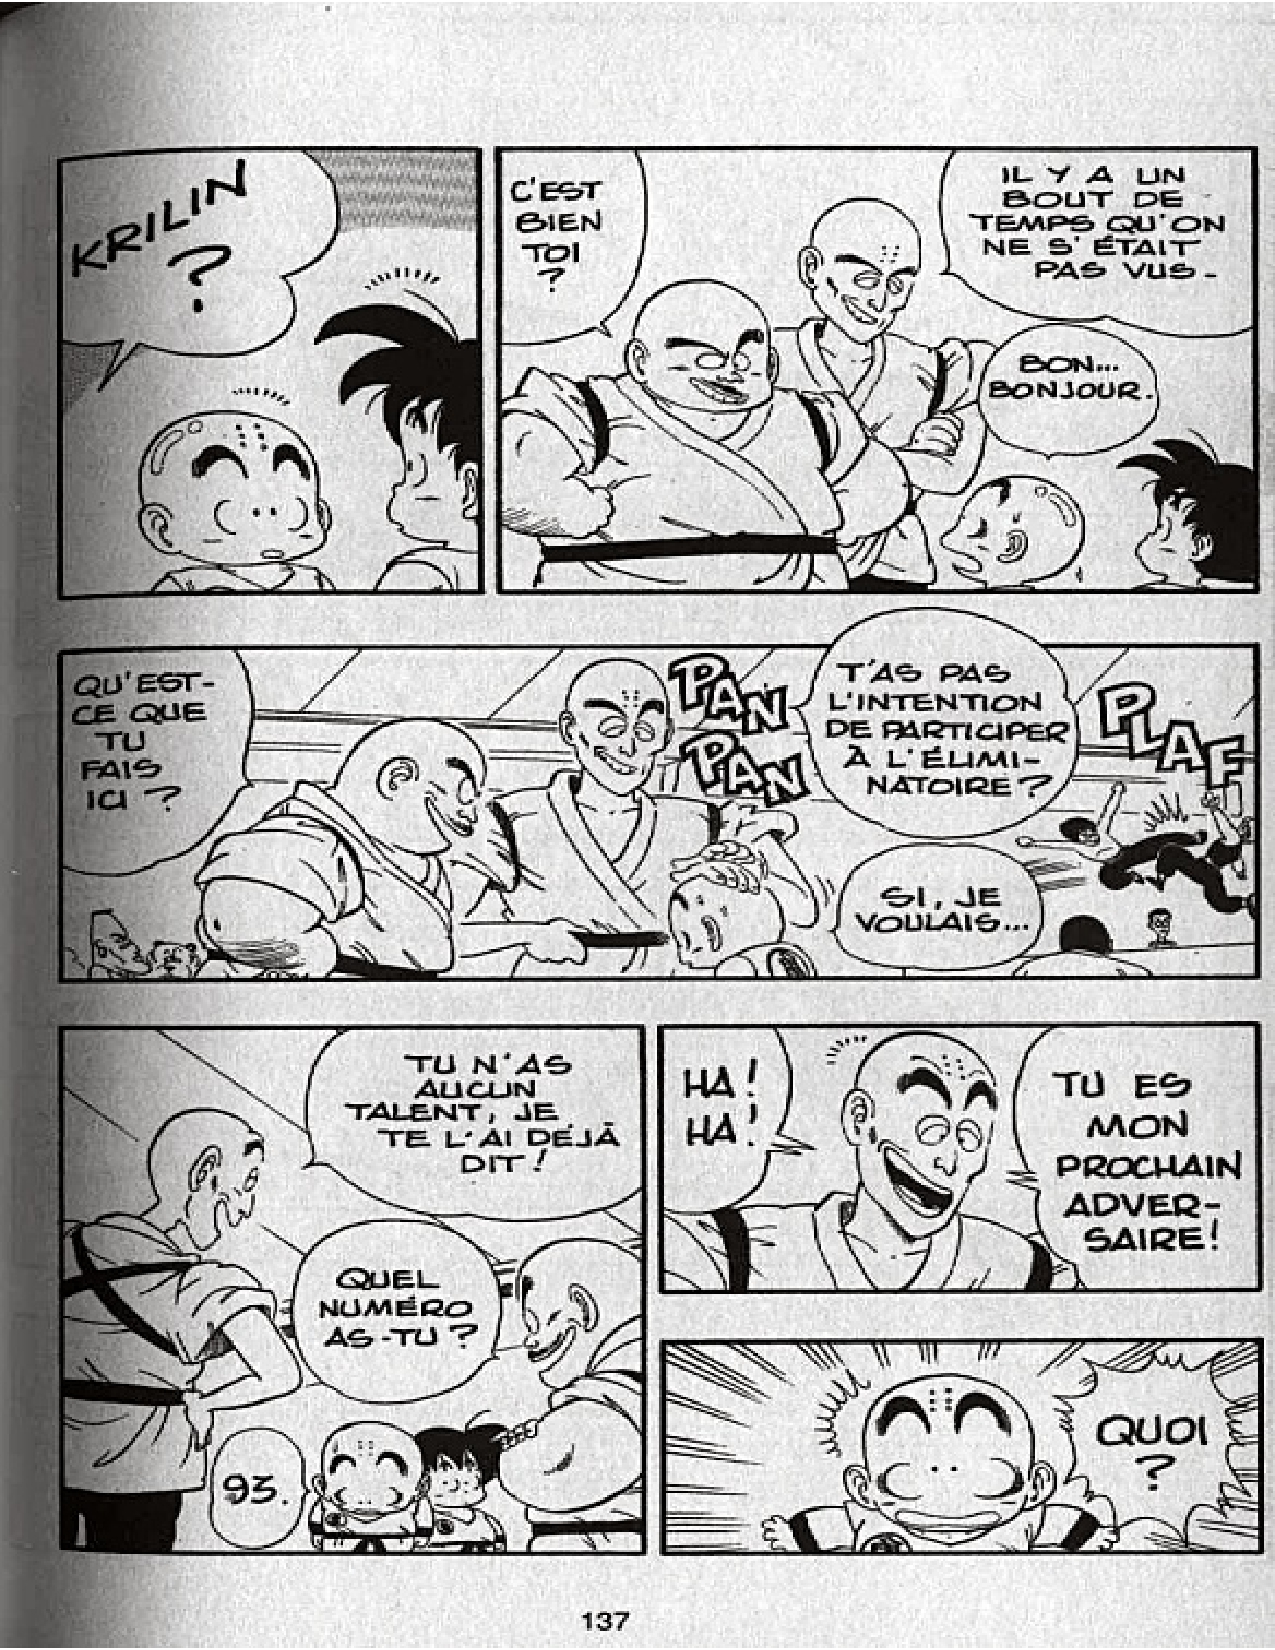 KRILIN
?
C'EST
BIEN
TOI
?
IL Y A UN
BOUT DE
TEMPS QU'ON
NE S'ÉTAIT
PAS VUS.
BON...
BONJOUR.
QU'EST-
CE QUE
TU
FAIS
ICI ?
PAN
PAN
T'AS PAS
L'INTENTION
DE PARTICIPER
À L'ÉLIMI-
NATOIRE ?
PLAF
SI, JE
VOULAIS...
TU N'AS
AUCUN
TALENT, JE
TE L'AI DÉJÀ
DIT !
QUEL
NUMÉRO
AS-TU ?
93.
HA !
HA !
TU ES
MON
PROCHAIN
ADVER-
SAIRE !
QUOI
?
137